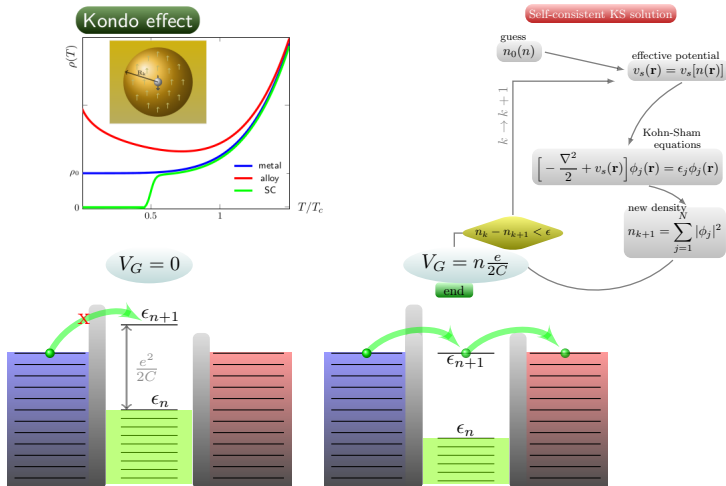 Kondo effect
ρ(T)
ρ₀
0
0.5
1
T/T_c
metal
alloy
SC
Self-consistent KS solution
guess
n₀(n)
effective potential
v_s(r) = v_s[n(r)]
k → k + 1
Kohn-Sham
equations
[ − ∇²/2 + v_s(r) ] ϕ_j(r) = ϵ_jϕ_j(r)
new density
n_{k+1} = ∑_{j=1}^{N} |ϕ_j|²
n_k − n_{k+1} < ϵ
end
V_G = 0
X
ϵ_{n+1}
e²/2C
ϵ_n
V_G = n e/2C
ϵ_{n+1}
ϵ_n